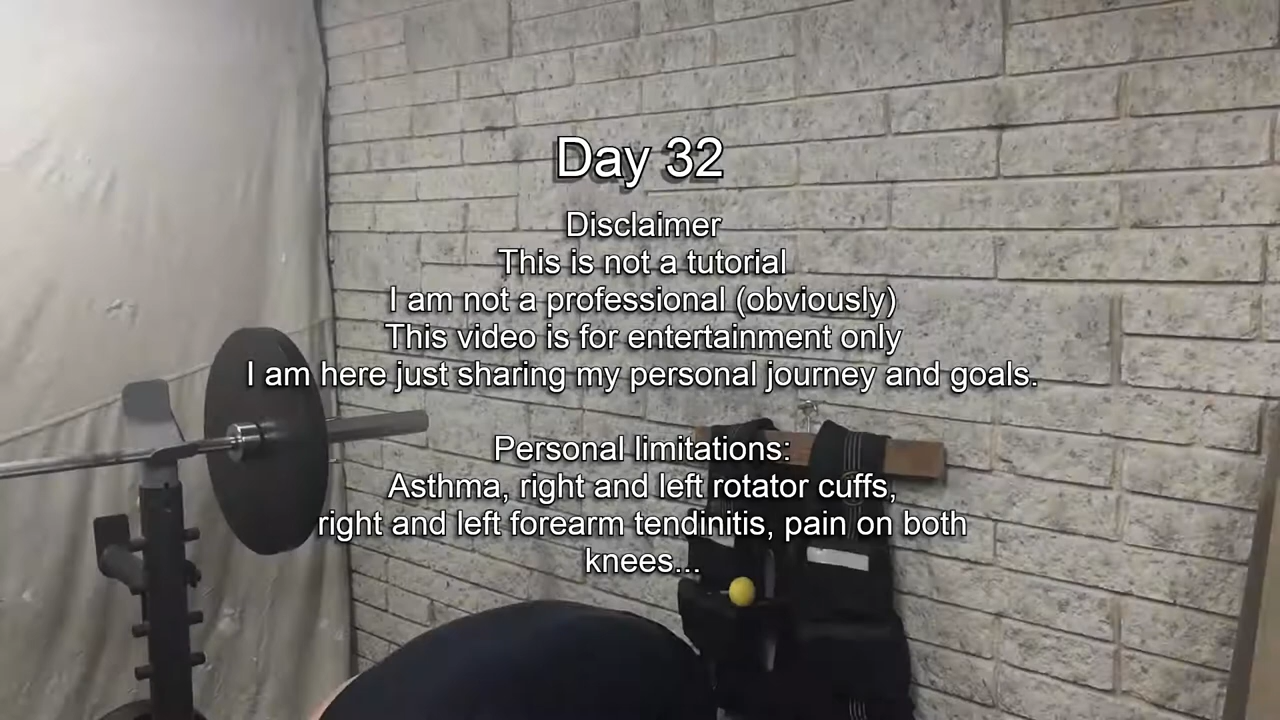 Day 32
Disclaimer
This is not a tutorial
I am not a professional (obviously)
This video is for entertainment only
I am here just sharing my personal journey and goals.
Personal limitations:
Asthma, right and left rotator cuffs,
right and left forearm tendinitis, pain on both
knees...